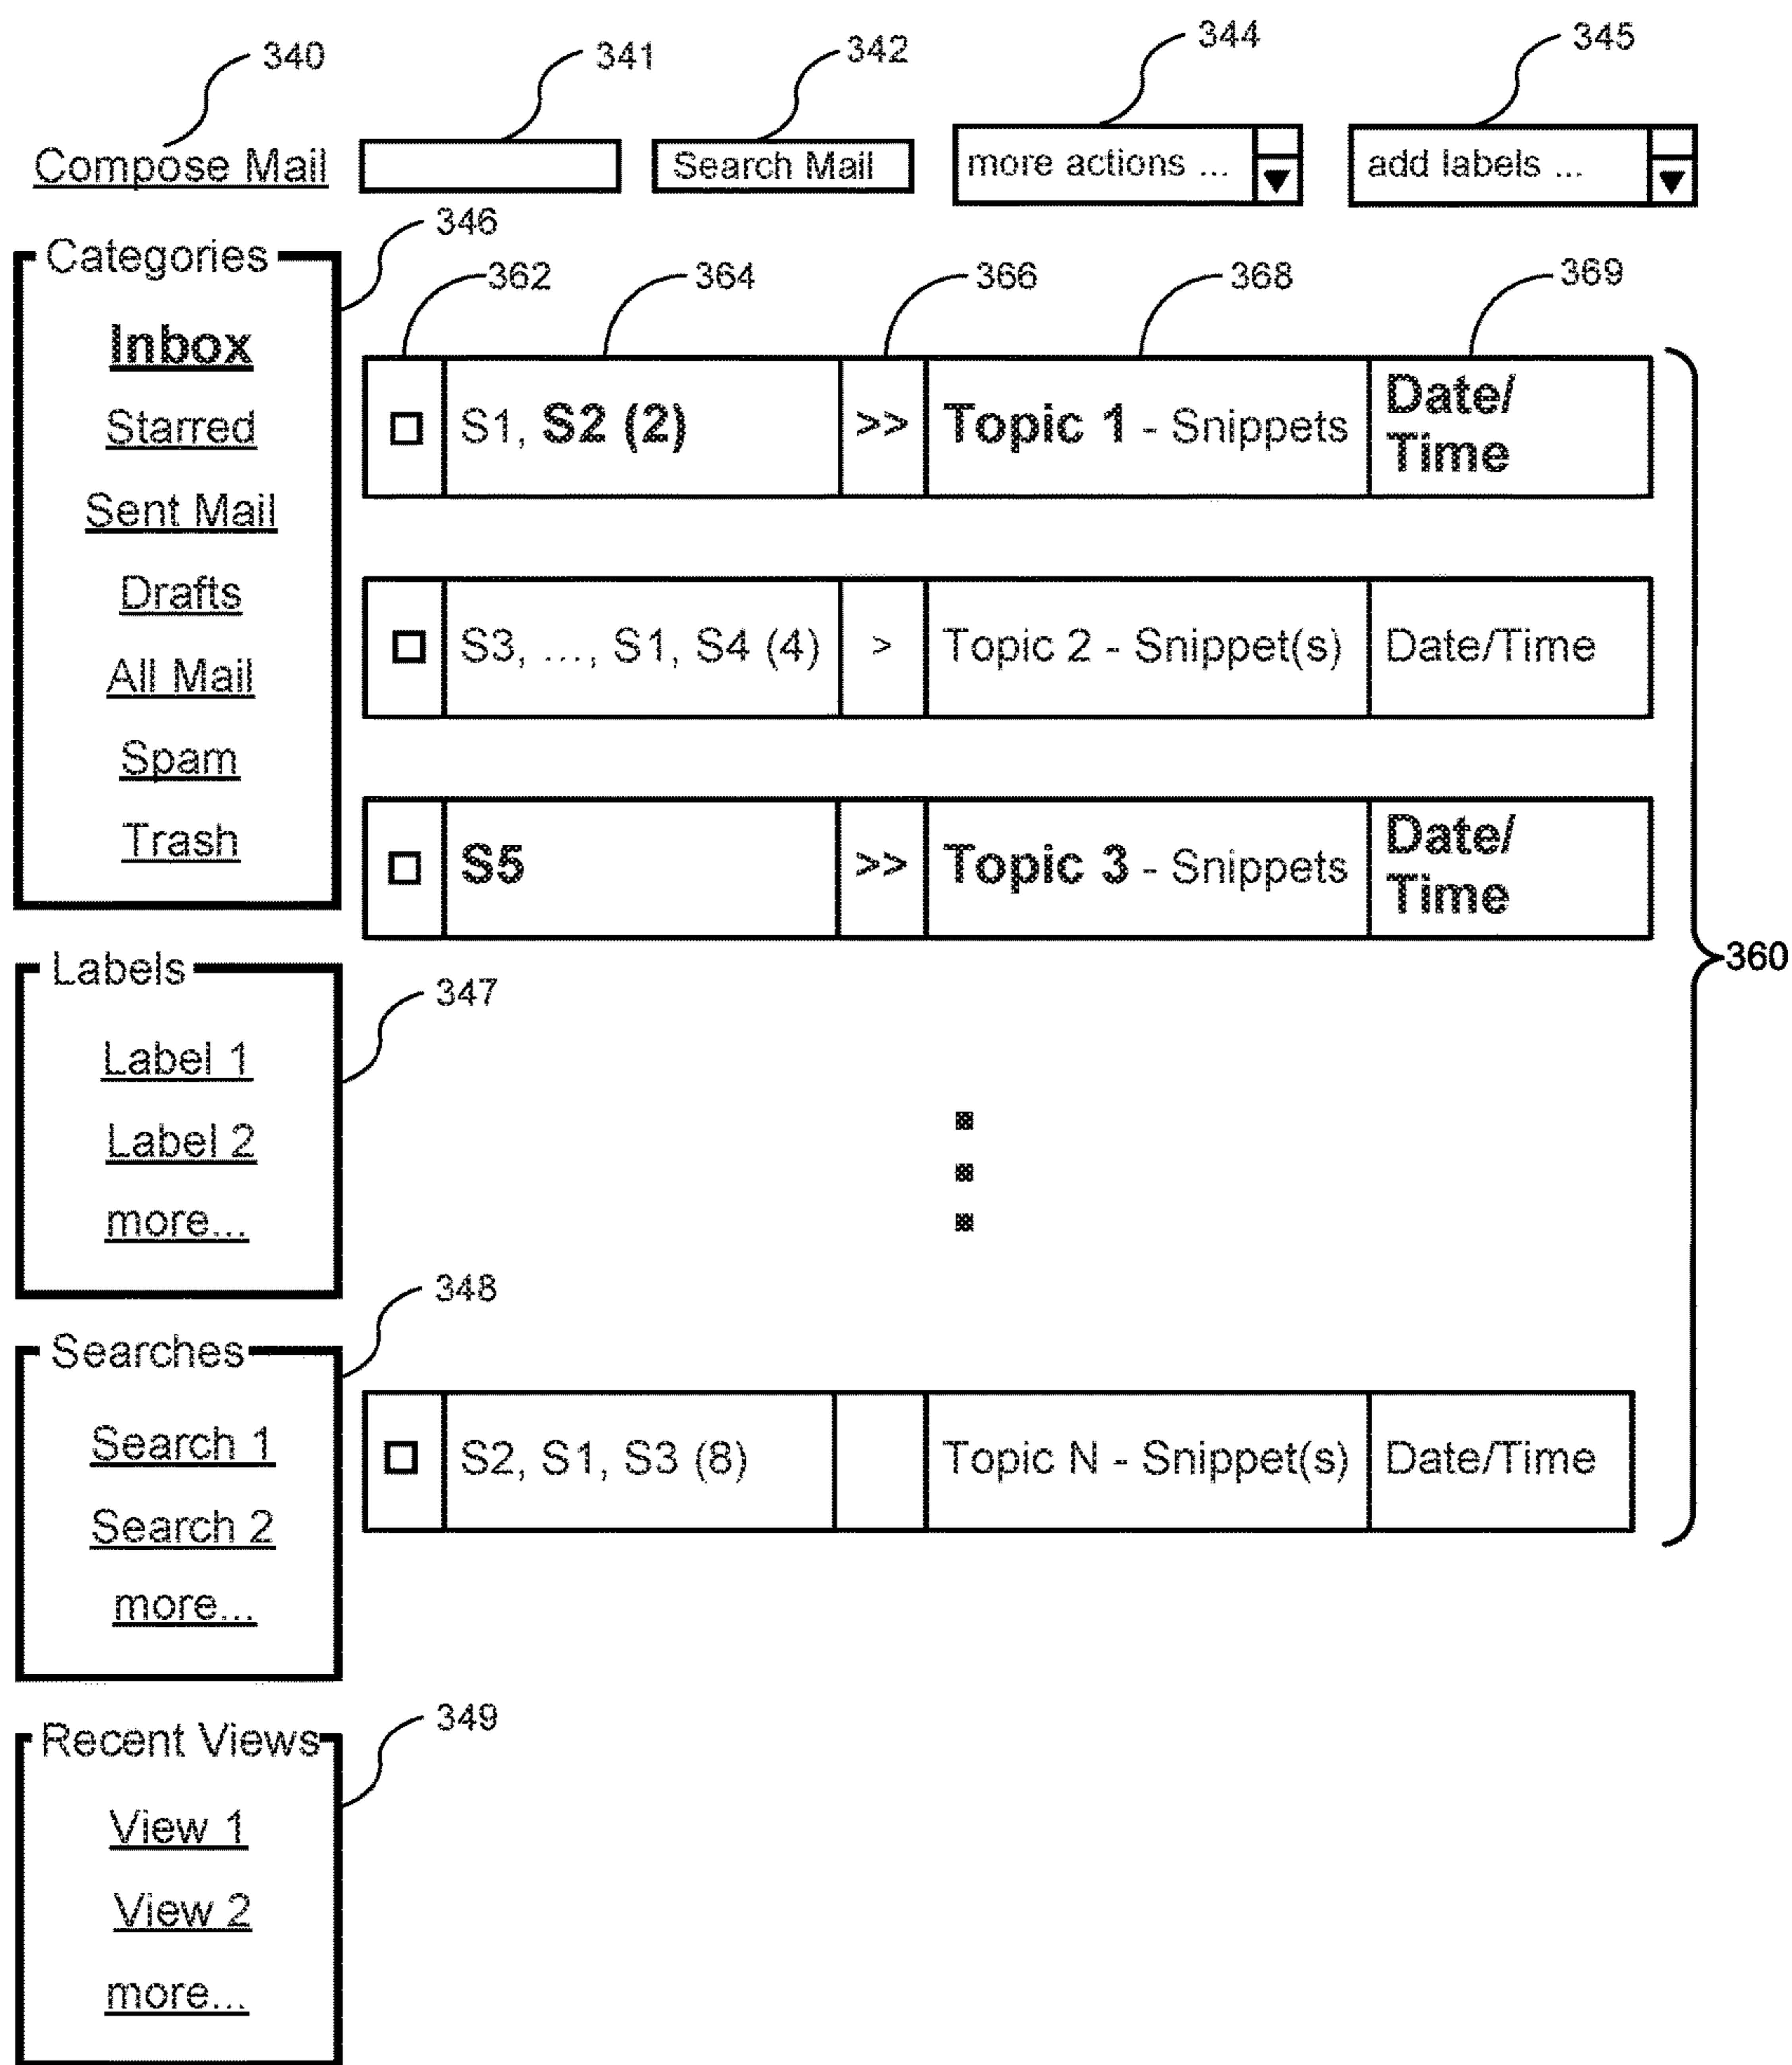 340 341 342 344 345
Compose Mail Search Mail more actions ... add labels ...
346
Categories
362 364 366 368 369
Inbox
Starred
Sent Mail
Drafts
All Mail
Spam
Trash
S1, S2 (2) >> Topic 1 - Snippets Date/
Time
S3, ..., S1, S4 (4) > Topic 2 - Snippet(s) Date/Time
S5 >> Topic 3 - Snippets Date/
Time
360
Labels
347
Label 1
Label 2
more...
348
Searches
Search 1
Search 2
more...
S2, S1, S3 (8) Topic N - Snippet(s) Date/Time
349
Recent Views
View 1
View 2
more...